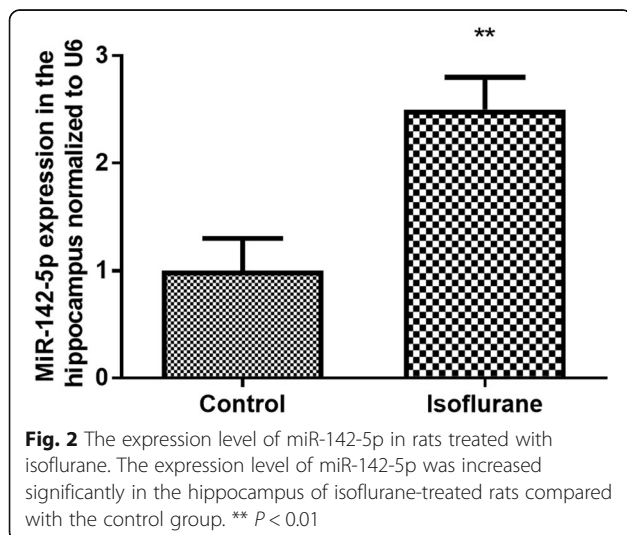 **
MiR-142-5p expression in the
hippocampus normalized to U6
3
2
1
0
Control Isoflurane
Fig. 2 The expression level of miR-142-5p in rats treated with
isoflurane. The expression level of miR-142-5p was increased
significantly in the hippocampus of isoflurane-treated rats compared
with the control group. ** P < 0.01